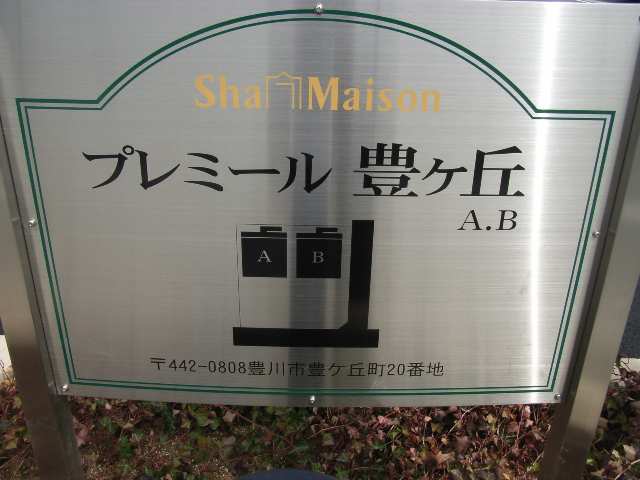 Sha Maison
プレミール 豊ヶ丘
A.B
A B
〒442-0808豊川市豊ケ丘町20番地